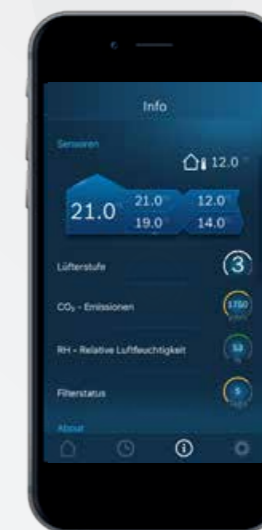 Info
Sensoren
12.0 °
21.0° 21.0° 12.0°
19.0° 14.0°
Lüfterstufe 3
CO₂ - Emissionen 1750
RH - Relative Luftfeuchtigkeit 53
Filterstatus 5
About